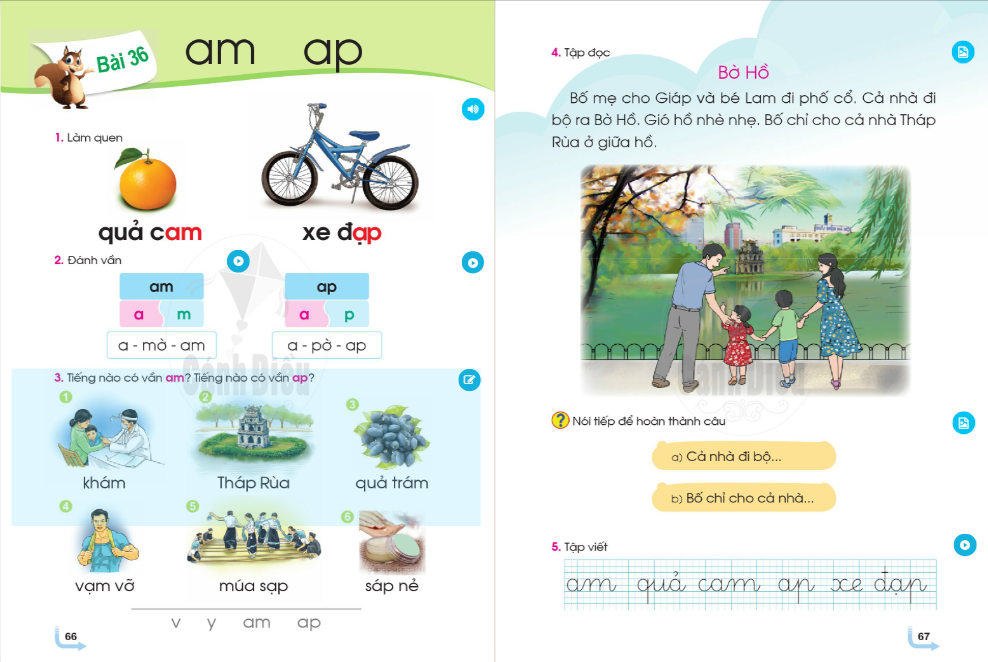 Bài 36
am ap
1. Làm quen
quả cam
xe đạp
2. Đánh vần
am
a m
a - mờ - am
ap
a p
a - pờ - ap
3. Tiếng nào có vần am? Tiếng nào có vần ap?
1
khám
2
Tháp Rùa
3
quả trám
4
vạm vỡ
5
múa sạp
6
sáp nẻ
v y am ap
66
Cánh Diều
4. Tập đọc
Bờ Hồ
Bố mẹ cho Giáp và bé Lam đi phố cổ. Cả nhà đi
bộ ra Bờ Hồ. Gió hồ nhè nhẹ. Bố chỉ cho cả nhà Tháp
Rùa ở giữa hồ.
? Nói tiếp để hoàn thành câu
a) Cả nhà đi bộ...
b) Bố chỉ cho cả nhà...
5. Tập viết
am quả cam ap xe đạp
67